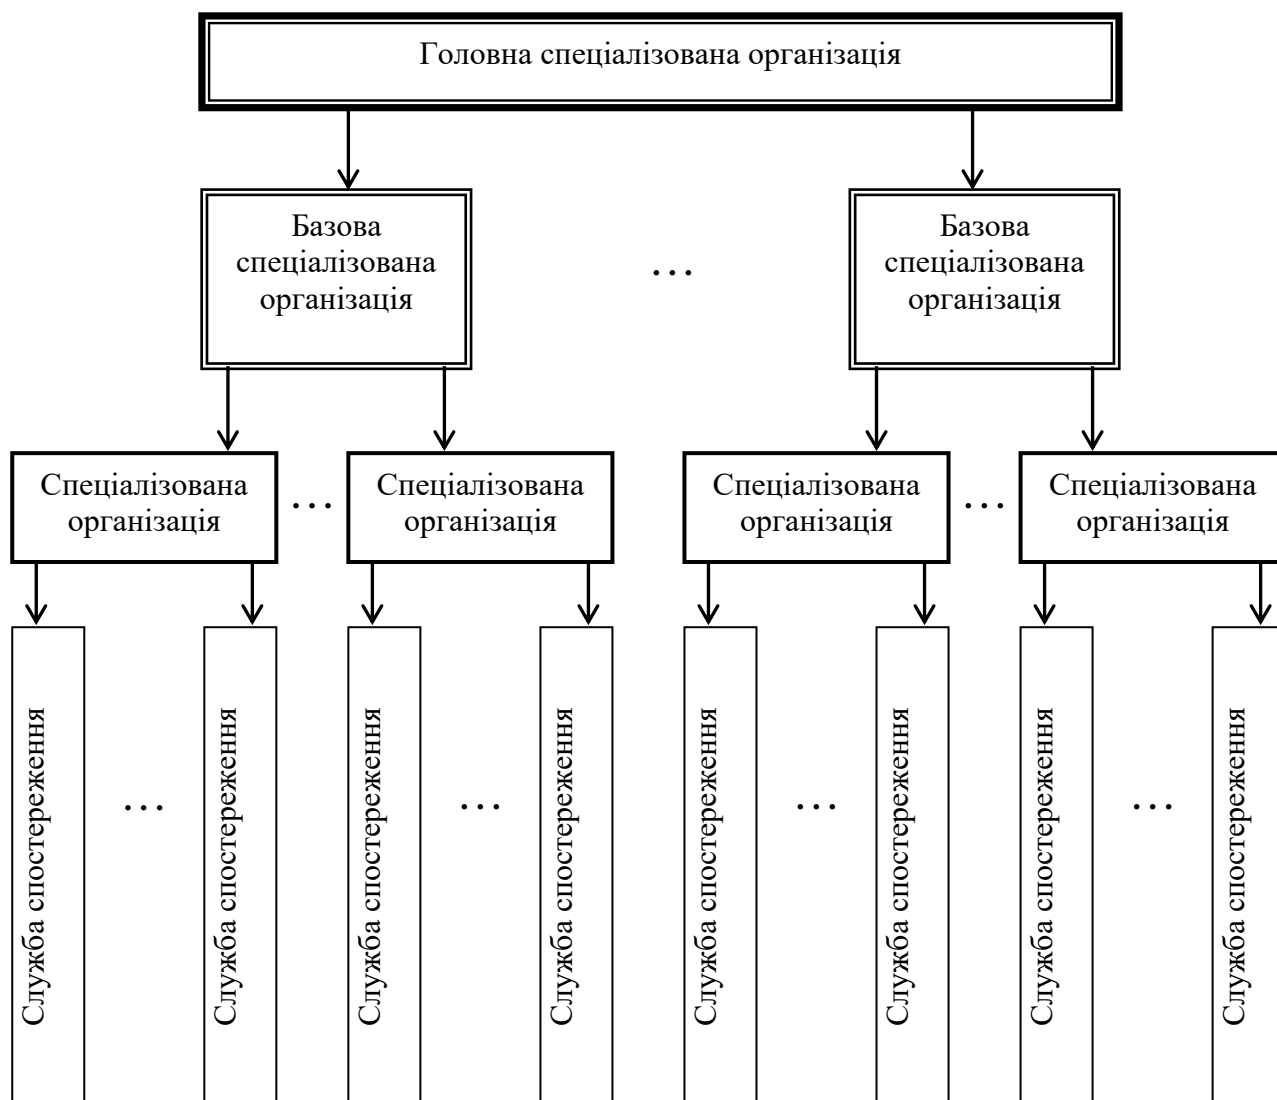 Головна спеціалізована організація
Базова
спеціалізована
організація
…
Базова
спеціалізована
організація
Спеціалізована
організація
…
Спеціалізована
організація
Спеціалізована
організація
…
Спеціалізована
організація
Служба спостереження
…
Служба спостереження
Служба спостереження
…
Служба спостереження
Служба спостереження
…
Служба спостереження
Служба спостереження
…
Служба спостереження